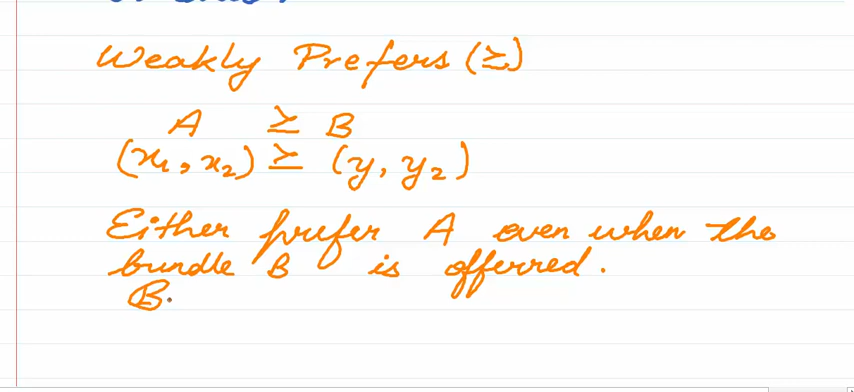 Weakly Prefers (≽)
A ≽ B
(x₁, x₂) ≽ (y, y₂)
Either prefer A even when the
bundle B is offerred.
B.